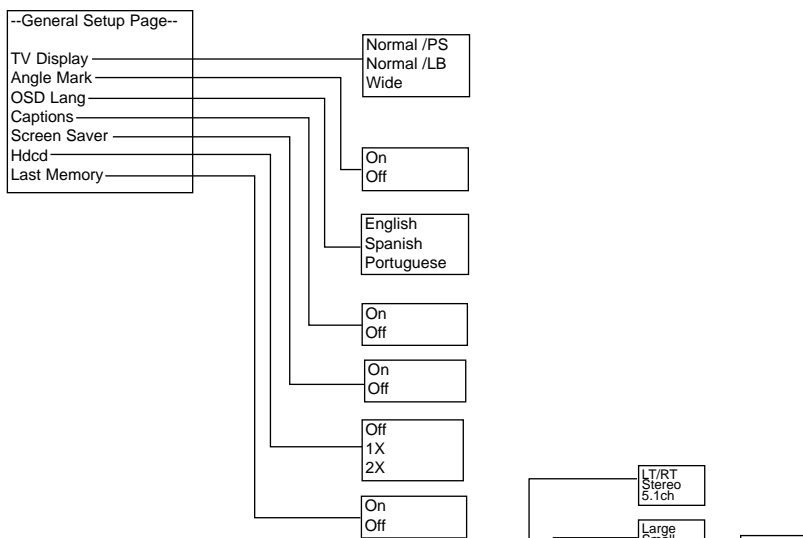 --General Setup Page--
TV Display
Angle Mark
OSD Lang
Captions
Screen Saver
Hdcd
Last Memory
Normal /PS
Normal /LB
Wide
On
Off
English
Spanish
Portuguese
On
Off
On
Off
Off
1X
2X
On
Off
LT/RT
Stereo
5.1ch
Large
Small